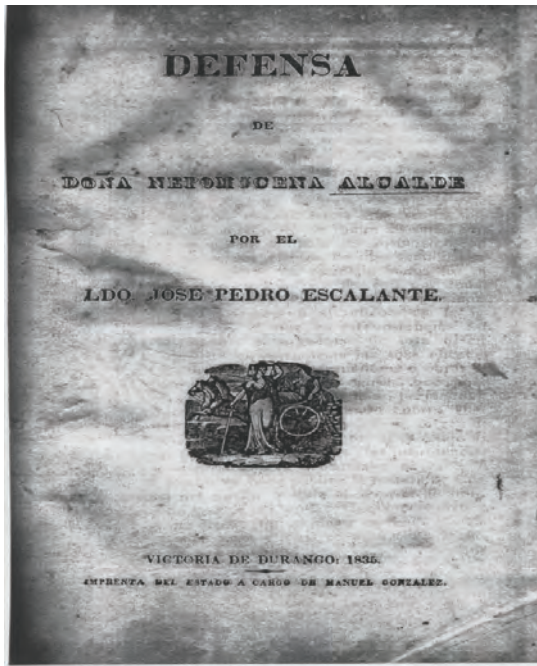 DEFENSA
DE
DOÑA NEPOMUCENA ALCALDE
POR EL
LDO. JOSE PEDRO ESCALANTE.
VICTORIA DE DURANGO: 1835.
IMPRENTA DEL ESTADO A CARGO DE MANUEL GONZALEZ.